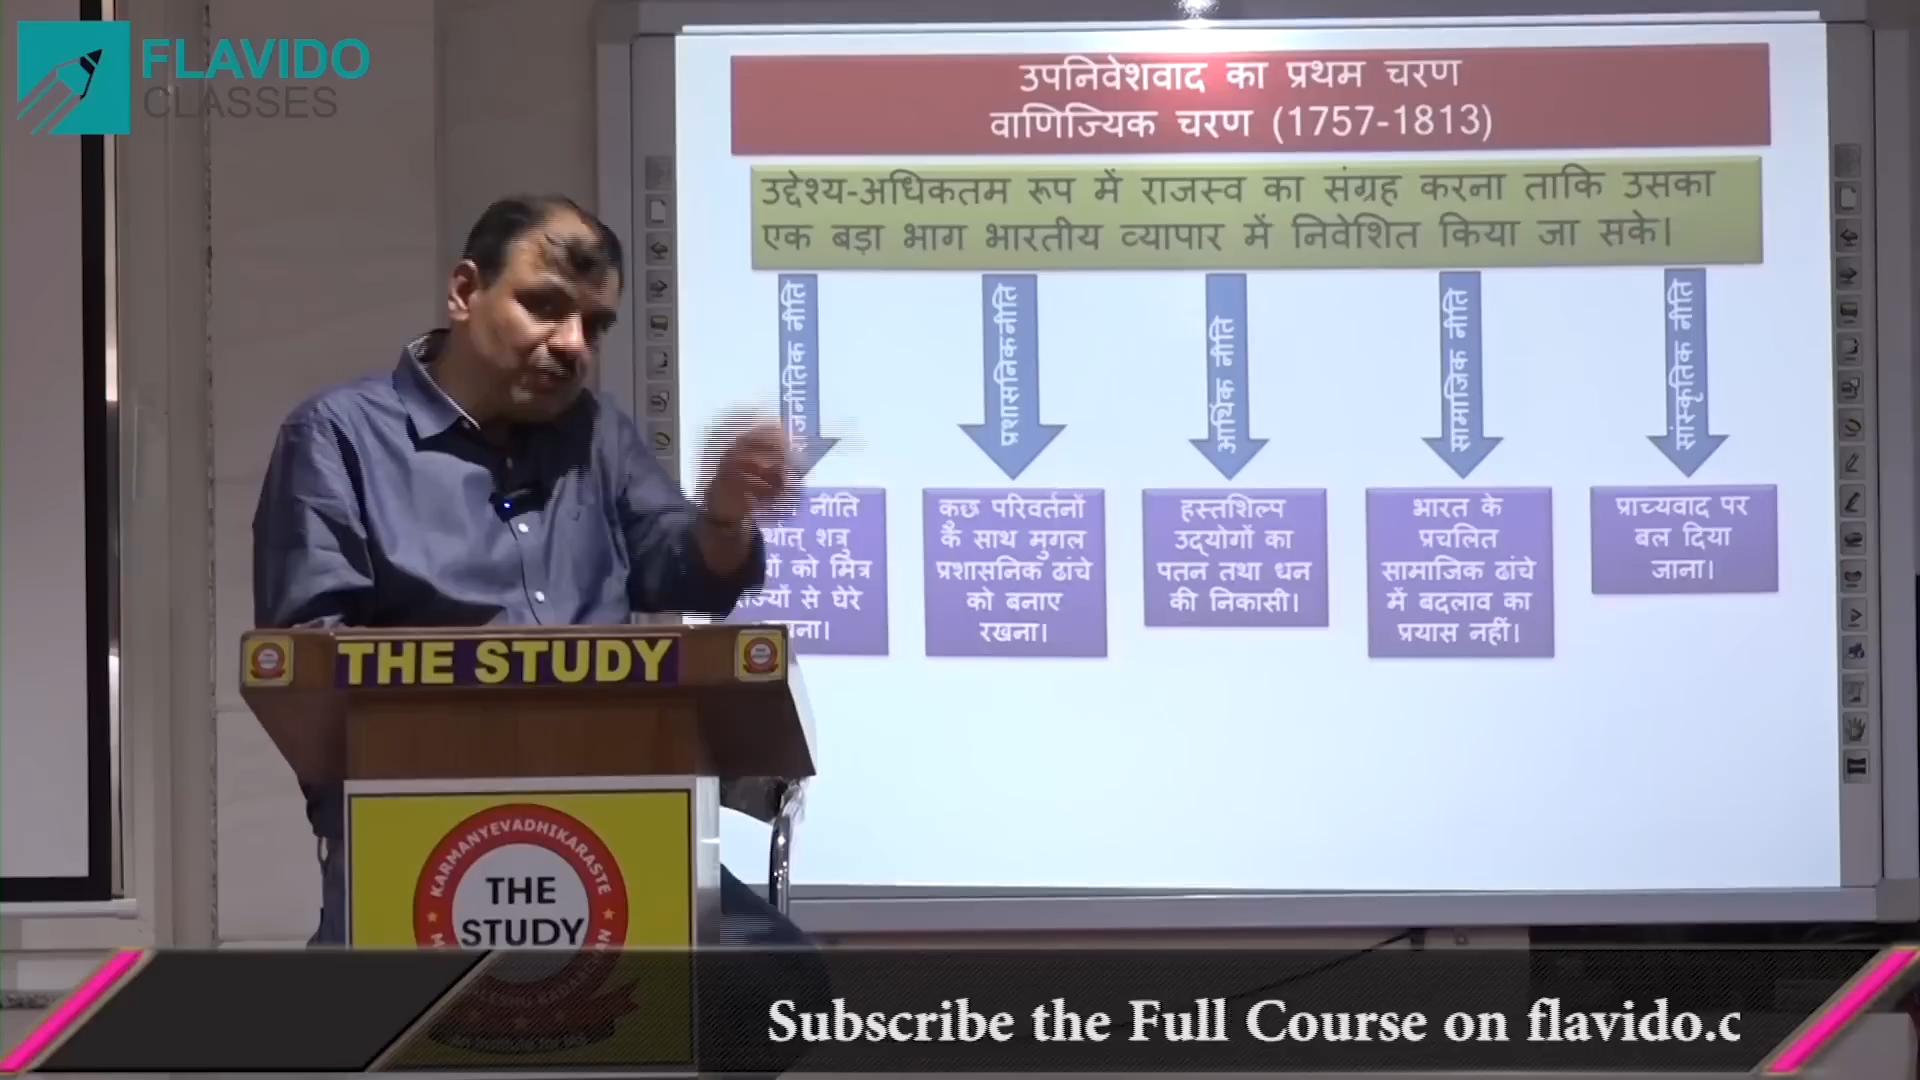 FLAVIDO
CLASSES
उपनिवेशवाद का प्रथम चरण
वाणिज्यिक चरण (1757-1813)
उद्देश्य-अधिकतम रूप में राजस्व का संग्रह करना ताकि उसका
एक बड़ा भाग भारतीय व्यापार में निवेशित किया जा सके।
नीति
प्रशासनिक नीति
आर्थिक नीति
सामाजिक नीति
सांस्कृतिक नीति
नीति
शत्रु
को मित्र
से घेरे
कुछ परिवर्तनों
के साथ मुगल
प्रशासनिक ढांचे
को बनाए
रखना।
हस्तशिल्प
उद्योगों का
पतन तथा धन
की निकासी।
भारत के
प्रचलित
सामाजिक ढांचे
में बदलाव का
प्रयास नहीं।
प्राच्यवाद पर
बल दिया
जाना।
THE STUDY
KARMANYEVADHIKARASTE
THE
STUDY
Subscribe the Full Course on flavido.c